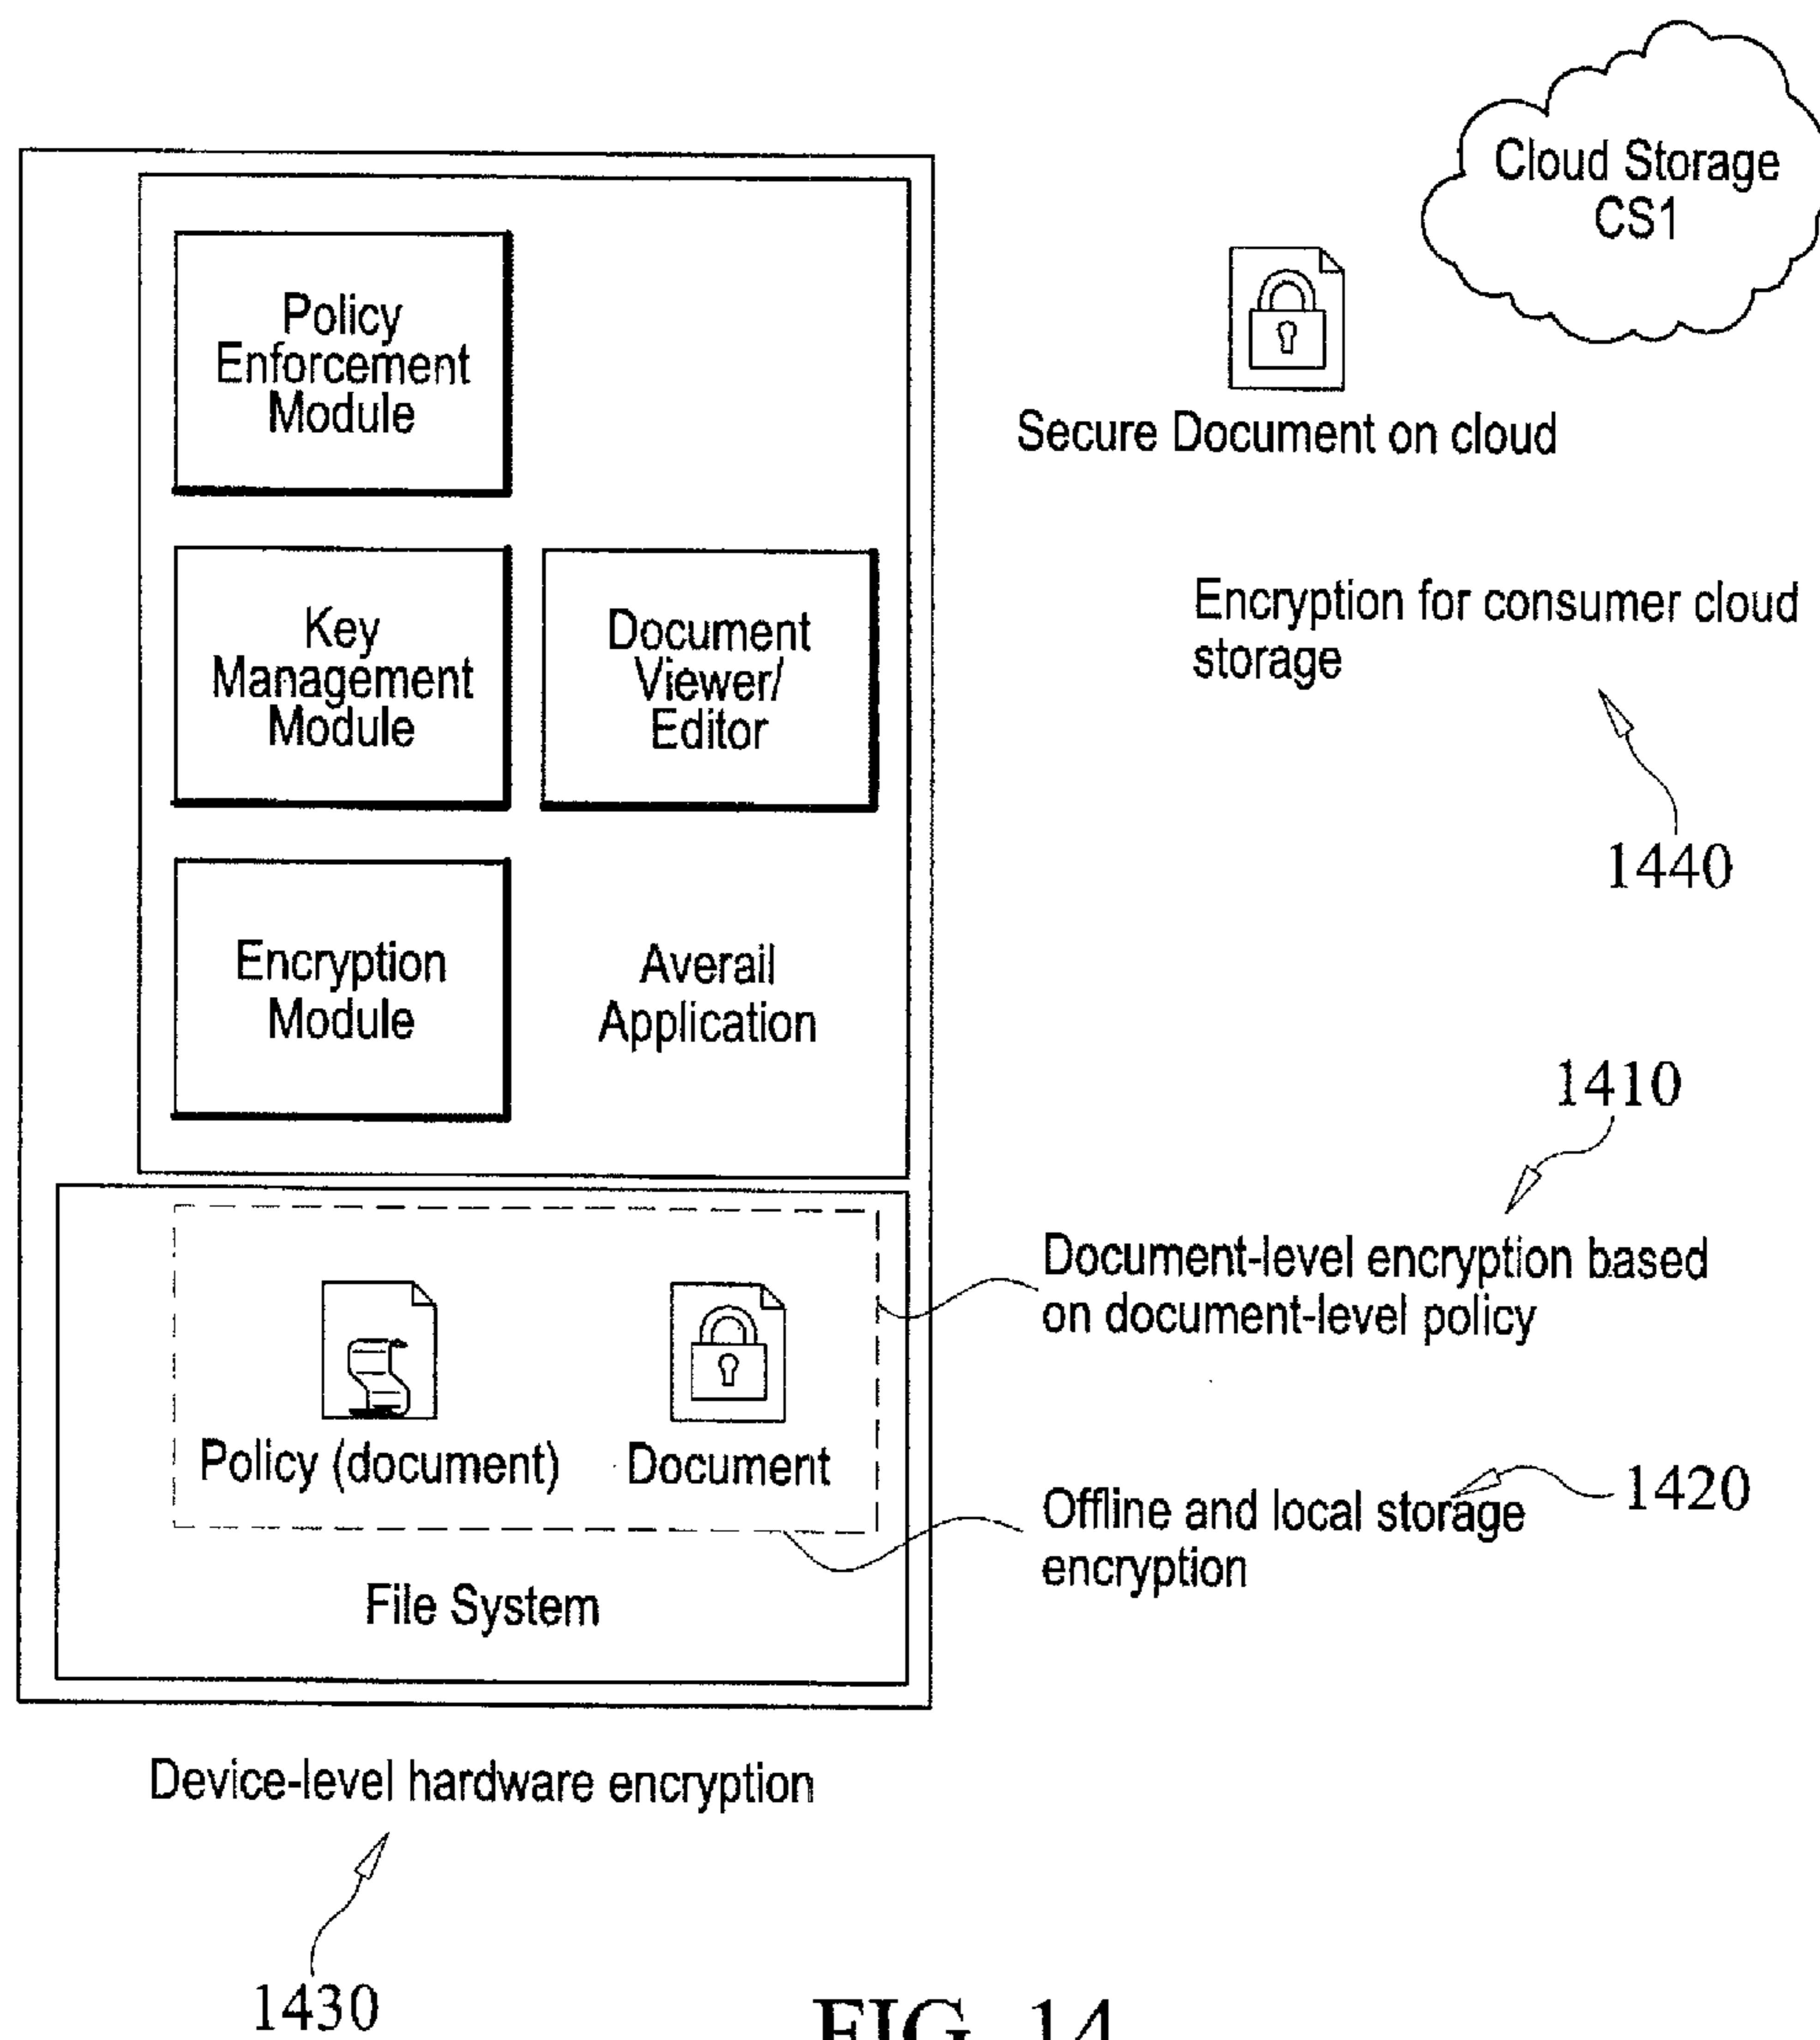 Cloud Storage
CS1
Policy
Enforcement
Module
Secure Document on cloud
Key
Management
Module
Document
Viewer/
Editor
Encryption for consumer cloud
storage
1440
Encryption
Module
Averail
Application
1410
Document-level encryption based
on document-level policy
Policy (document)
Document
1420
Offline and local storage
encryption
File System
Device-level hardware encryption
1430
FIG. 14